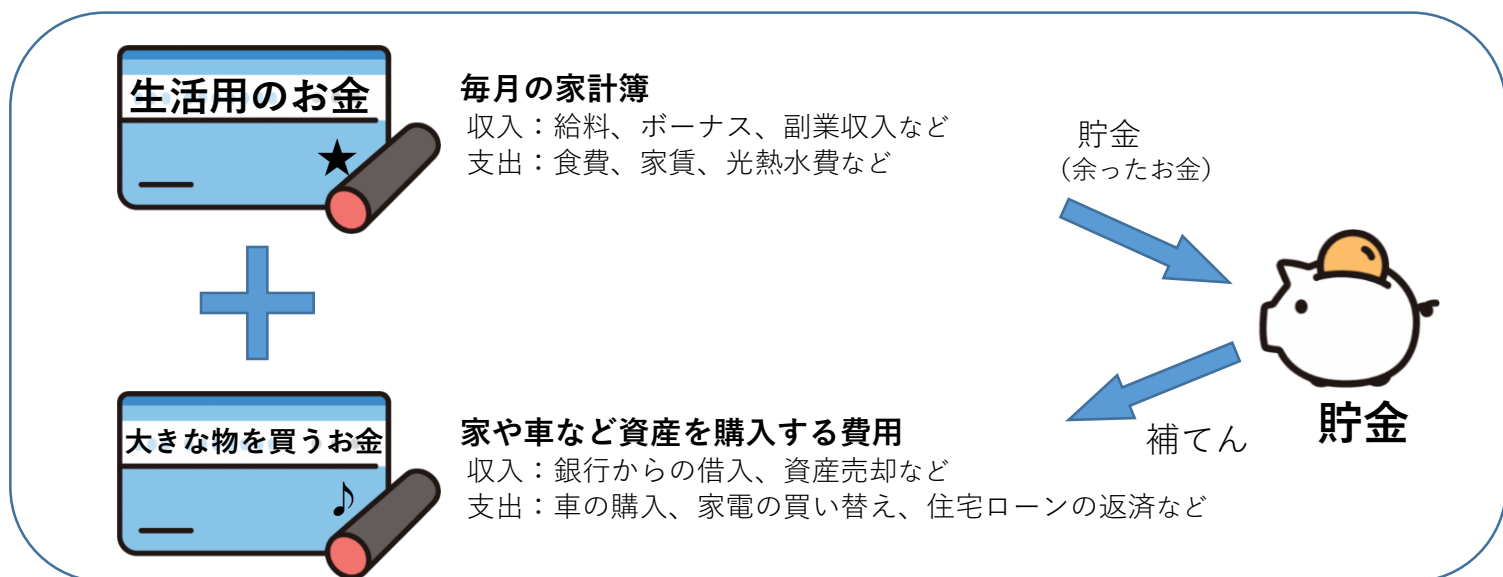 生活用のお金
★
毎月の家計簿
収入：給料、ボーナス、副業収入など
支出：食費、家賃、光熱水費など
貯金
(余ったお金)
大きな物を買うお金
♪
家や車など資産を購入する費用
収入：銀行からの借入、資産売却など
支出：車の購入、家電の買い替え、住宅ローンの返済など
補てん
貯金